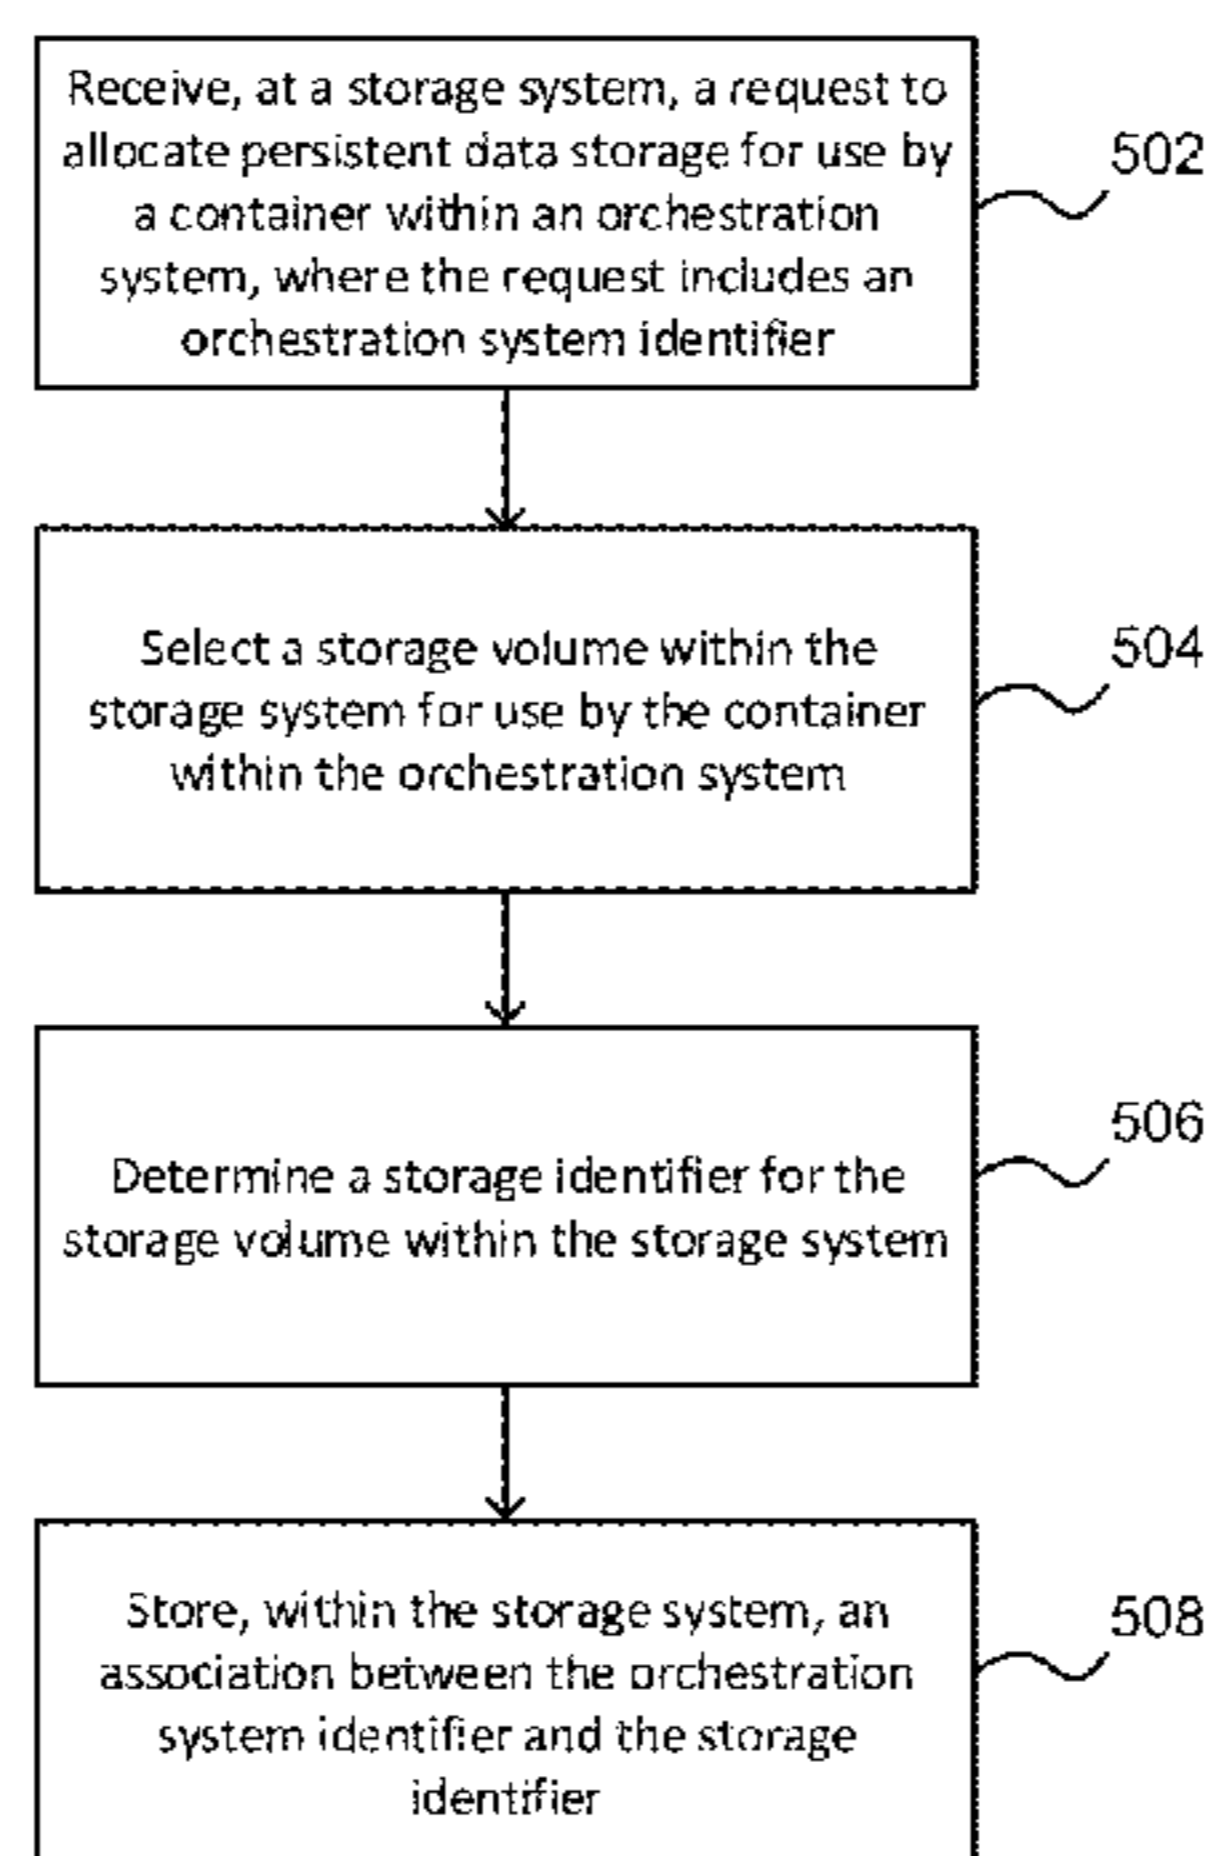 Receive, at a storage system, a request to
allocate persistent data storage for use by
a container within an orchestration
system, where the request includes an
orchestration system identifier
502
Select a storage volume within the
storage system for use by the container
within the orchestration system
504
Determine a storage identifier for the
storage volume within the storage system
506
Store, within the storage system, an
association between the orchestration
system identifier and the storage
identifier
508